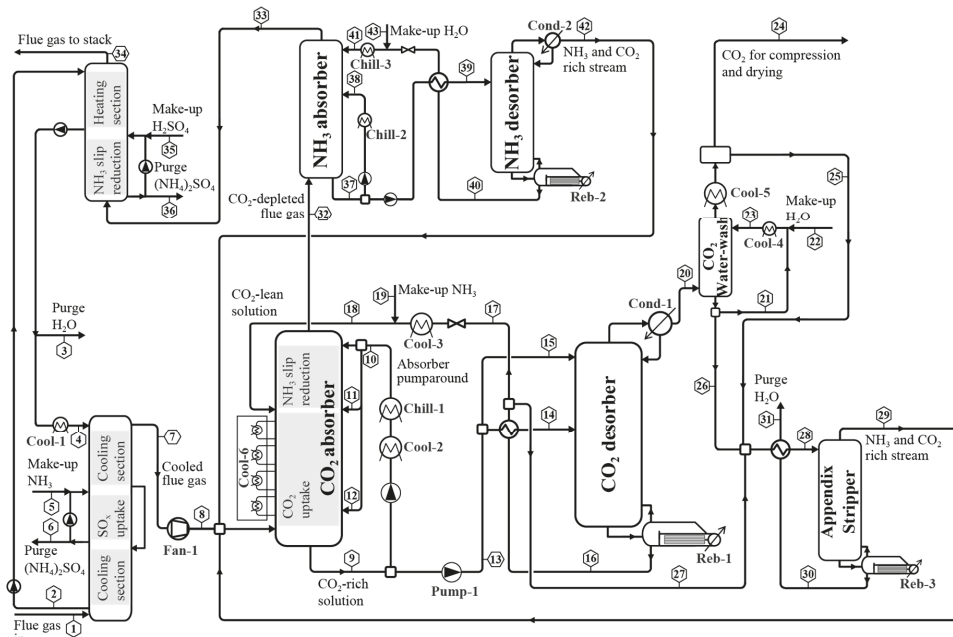 33
41
43
Make-up H₂O
Cond-2
42
24
Flue gas to stack
34
Chill-3
39
NH₃ and CO₂
rich stream
CO₂ for compression
and drying
Heating
section
Make-up
H₂SO₄
35
NH₃ slip
reduction
Purge
(NH₄)₂SO₄
36
NH₃ absorber
38
Chill-2
37
NH₃ desorber
40
Reb-2
25
Cool-5
CO₂-depleted
flue gas
32
Make-up
H₂O
23
Cool-4
22
CO₂
Water-wash
20
21
CO₂-lean
solution
18
19
Make-up NH₃
17
Cond-1
Purge
H₂O
3
Cool-3
10
Absorber
pumparound
15
26
NH₃ slip
reduction
11
Chill-1
Purge
H₂O
31
29
NH₃ and CO₂
rich stream
Cool-1
4
7
Cooling
section
Cooled
flue gas
Cool-6
CO₂ absorber
Cool-2
14
CO₂ desorber
28
Make-up
NH₃
5
6
SOₓ
uptake
CO₂
uptake
12
Appendix
Stripper
Purge
(NH₄)₂SO₄
8
Fan-1
Cooling
section
9
CO₂-rich
solution
Pump-1
13
16
Reb-1
27
30
Reb-3
2
Flue gas
1